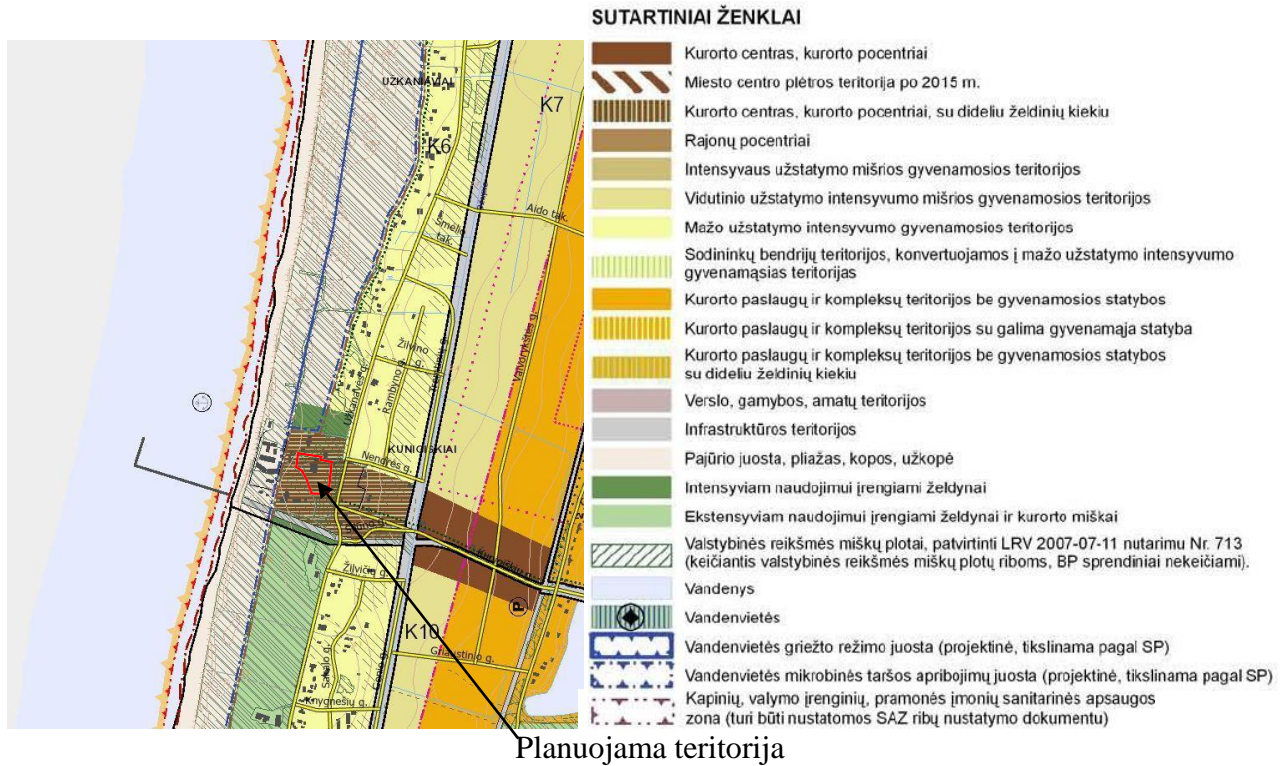 SUTARTINIAI ŽENKLAI
Kurorto centras, kurorto pocentriai
Miesto centro plėtros teritorija po 2015 m.
Kurorto centras, kurorto pocentriai, su dideliu želdinių kiekiu
Rajonų pocentriai
Intensyvaus užstatymo mišrios gyvenamosios teritorijos
Vidutinio užstatymo intensyvumo mišrios gyvenamosios teritorijos
Mažo užstatymo intensyvumo gyvenamosios teritorijos
Sodininkų bendrijų teritorijos, konvertuojamos į mažo užstatymo intensyvumo
gyvenamąsias teritorijas
Kurorto paslaugų ir kompleksų teritorijos be gyvenamosios statybos
Kurorto paslaugų ir kompleksų teritorijos su galima gyvenamąja statyba
Kurorto paslaugų ir kompleksų teritorijos be gyvenamosios statybos
su dideliu želdinių kiekiu
Verslo, gamybos, amatų teritorijos
Infrastruktūros teritorijos
Pajūrio juosta, pliažas, kopos, užkopė
Intensyviam naudojimui įrengiami želdynai
Ekstensyviam naudojimui įrengiami želdynai ir kurorto miškai
Valstybinės reikšmės miškų plotai, patvirtinti LRV 2007-07-11 nutarimu Nr. 713
(keičiantis valstybinės reikšmės miškų plotų riboms, BP sprendiniai nekeičiami).
Vandenys
Vandenvietės
Vandenvietės griežto režimo juosta (projektinė, tikslinama pagal SP)
Vandenvietės mikrobinės taršos apribojimų juosta (projektinė, tikslinama pagal SP)
Kapinių, valymo įrenginių, pramonės įmonių sanitarinės apsaugos
zona (turi būti nustatomos SAZ ribų nustatymo dokumentu)
UŽKANAVIAI
K7
K6
Aido tak.
Smėlio
tak.
Vaivorykštės g.
Žilvino
Rambyno g.
Užkanavės g.
KUNIGIŠKIAI
Nendrės g.
Žilvičių g.
P
K10
Griaustinio g.
Sakalo g.
Knygnešių g.
Planuojama teritorija